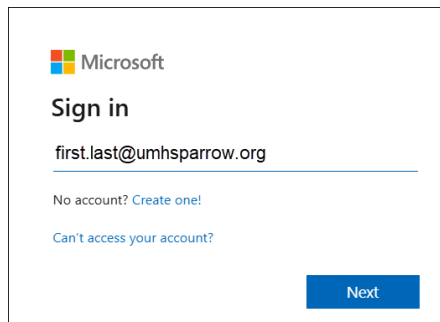 Microsoft
Sign in
first.last@umhsparrow.org
No account? Create one!
Can't access your account?
Next